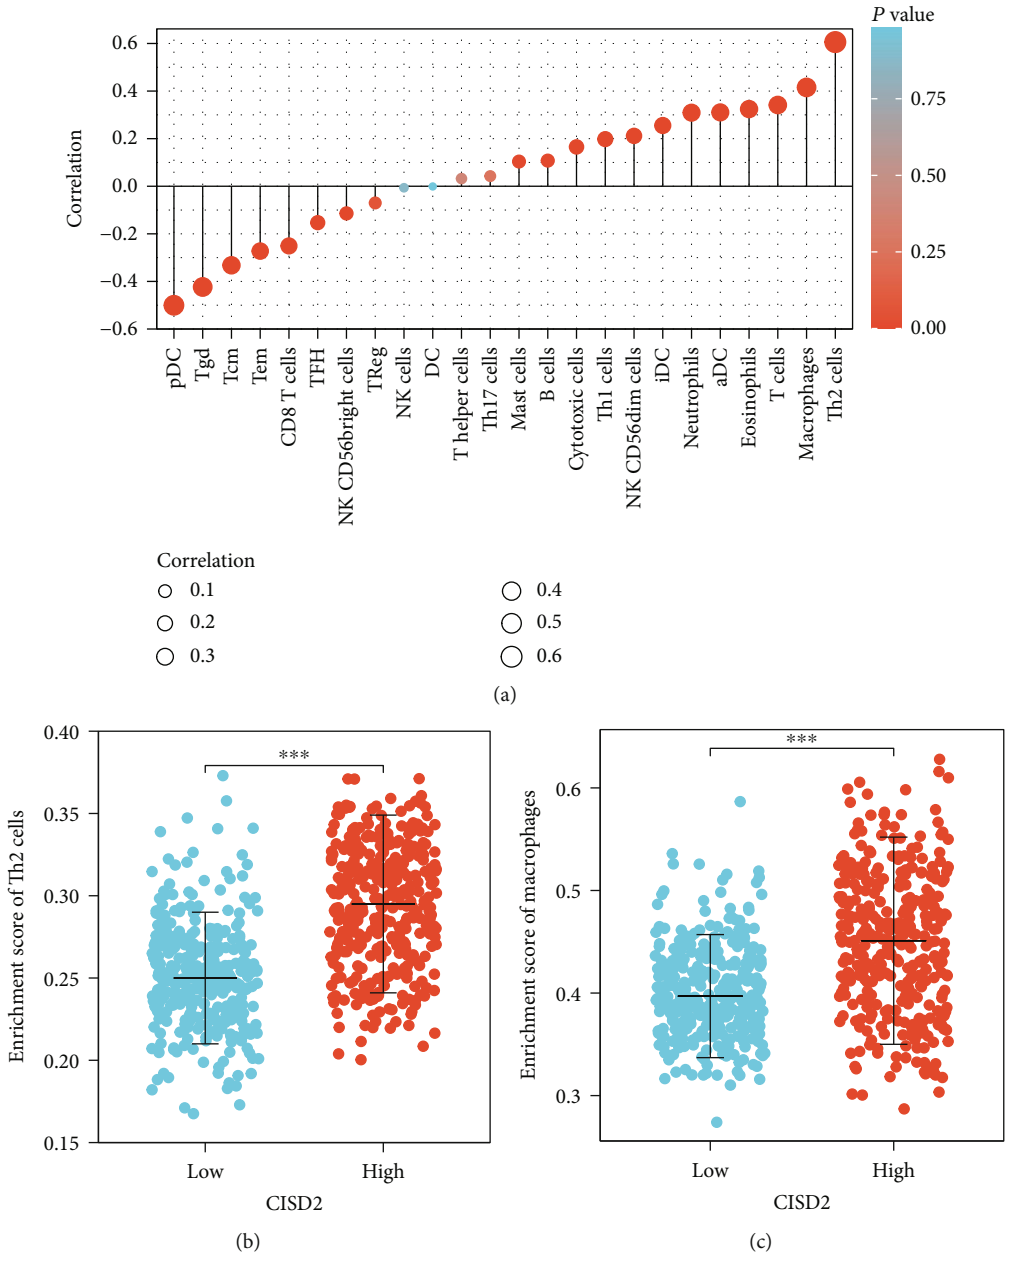 P value
0.6
0.4
0.2
0.0
−0.2
−0.4
−0.6
Correlation
0.75
0.50
0.25
0.00
pDC
Tgd
Tcm
Tem
CD8 T cells
TFH
NK CD56bright cells
TReg
NK cells
DC
T helper cells
Th17 cells
Mast cells
B cells
Cytotoxic cells
Th1 cells
NK CD56dim cells
iDC
Neutrophils
aDC
Eosinophils
T cells
Macrophages
Th2 cells
Correlation
0.1
0.2
0.3
0.4
0.5
0.6
(a)
Enrichment score of Th2 cells
0.40
0.35
0.30
0.25
0.20
0.15
***
Low
High
CISD2
(b)
Enrichment score of macrophages
0.6
0.5
0.4
0.3
***
Low
High
CISD2
(c)